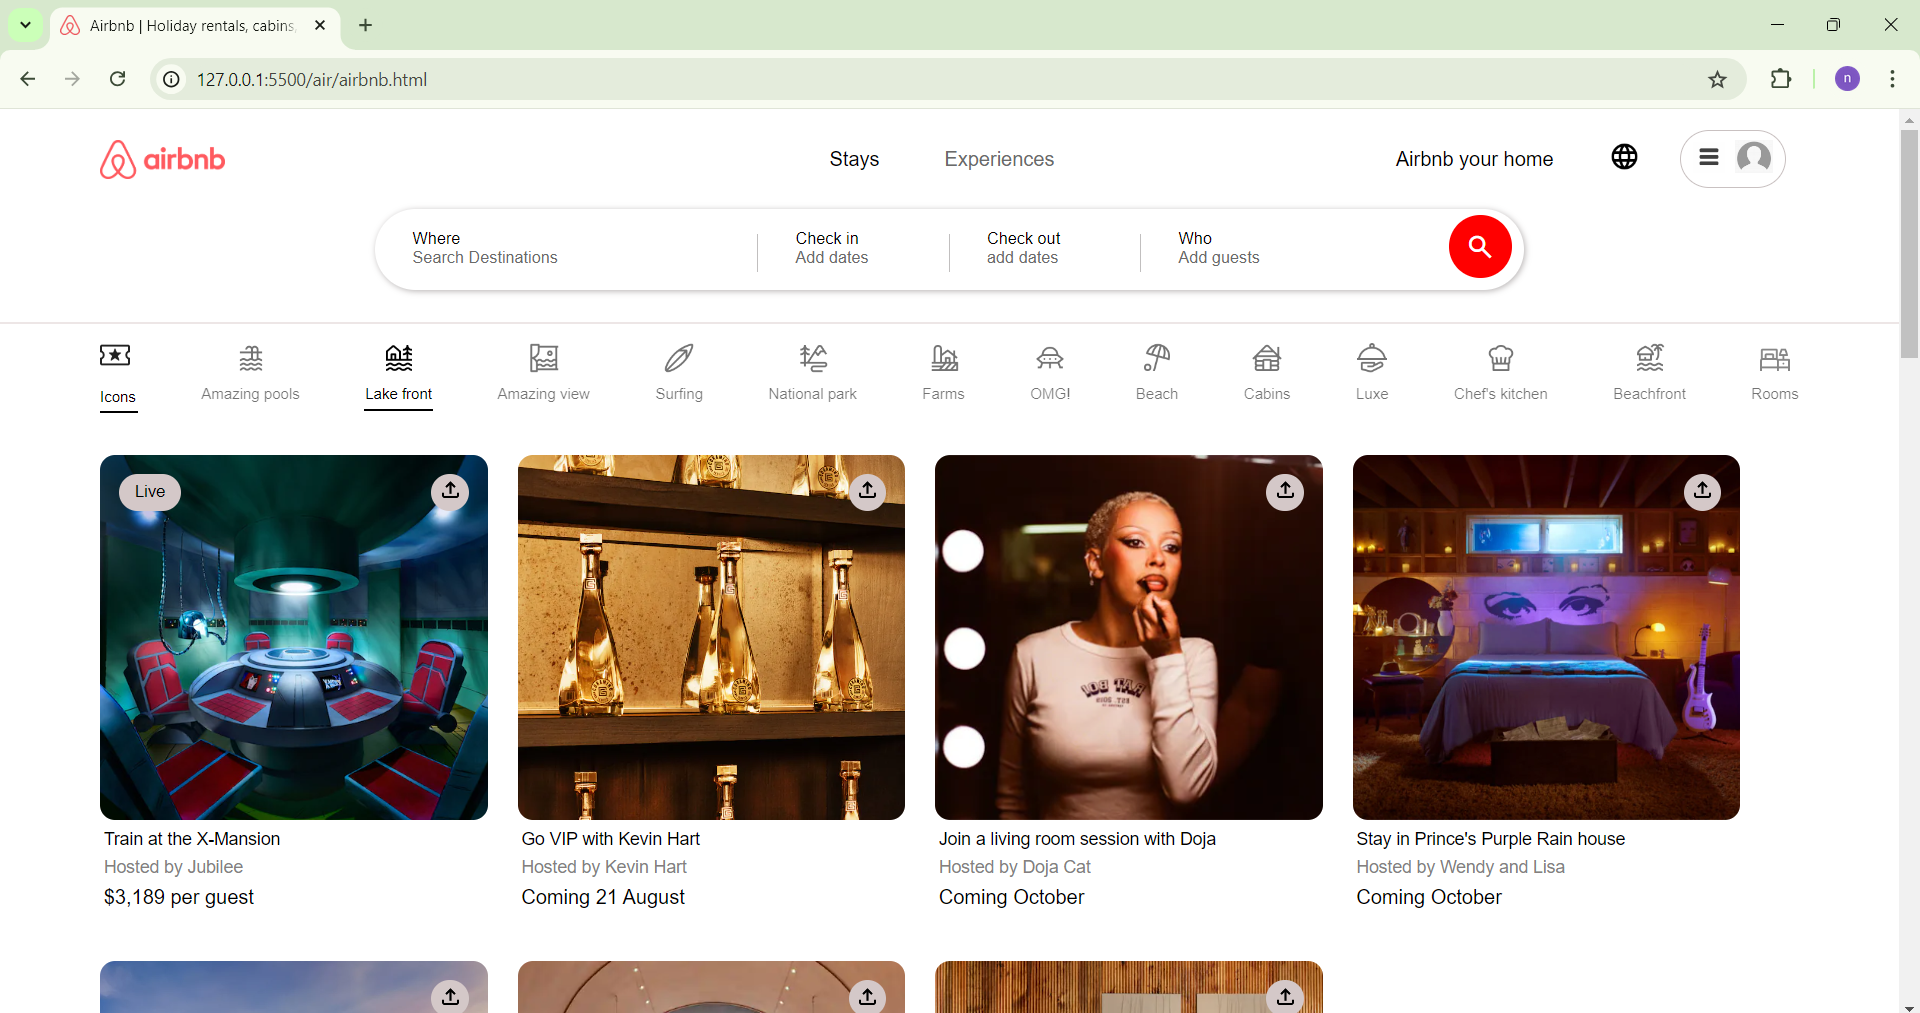 Airbnb | Holiday rentals, cabins,
127.0.0.1:5500/air/airbnb.html
n
airbnb
Stays
Experiences
Airbnb your home
Where
Search Destinations
Check in
Add dates
Check out
add dates
Who
Add guests
Icons
Amazing pools
Lake front
Amazing view
Surfing
National park
Farms
OMG!
Beach
Cabins
Luxe
Chef's kitchen
Beachfront
Rooms
Live
Train at the X-Mansion
Hosted by Jubilee
$3,189 per guest
Go VIP with Kevin Hart
Hosted by Kevin Hart
Coming 21 August
Join a living room session with Doja
Hosted by Doja Cat
Coming October
Stay in Prince's Purple Rain house
Hosted by Wendy and Lisa
Coming October